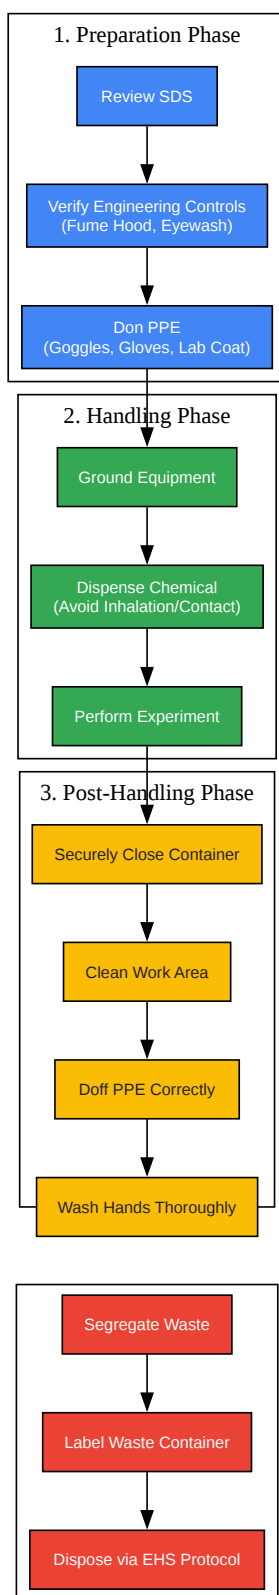 1. Preparation Phase
Review SDS
Verify Engineering Controls
(Fume Hood, Eyewash)
Don PPE
(Goggles, Gloves, Lab Coat)
2. Handling Phase
Ground Equipment
Dispense Chemical
(Avoid Inhalation/Contact)
Perform Experiment
3. Post-Handling Phase
Securely Close Container
Clean Work Area
Doff PPE Correctly
Wash Hands Thoroughly
Segregate Waste
Label Waste Container
Dispose via EHS Protocol